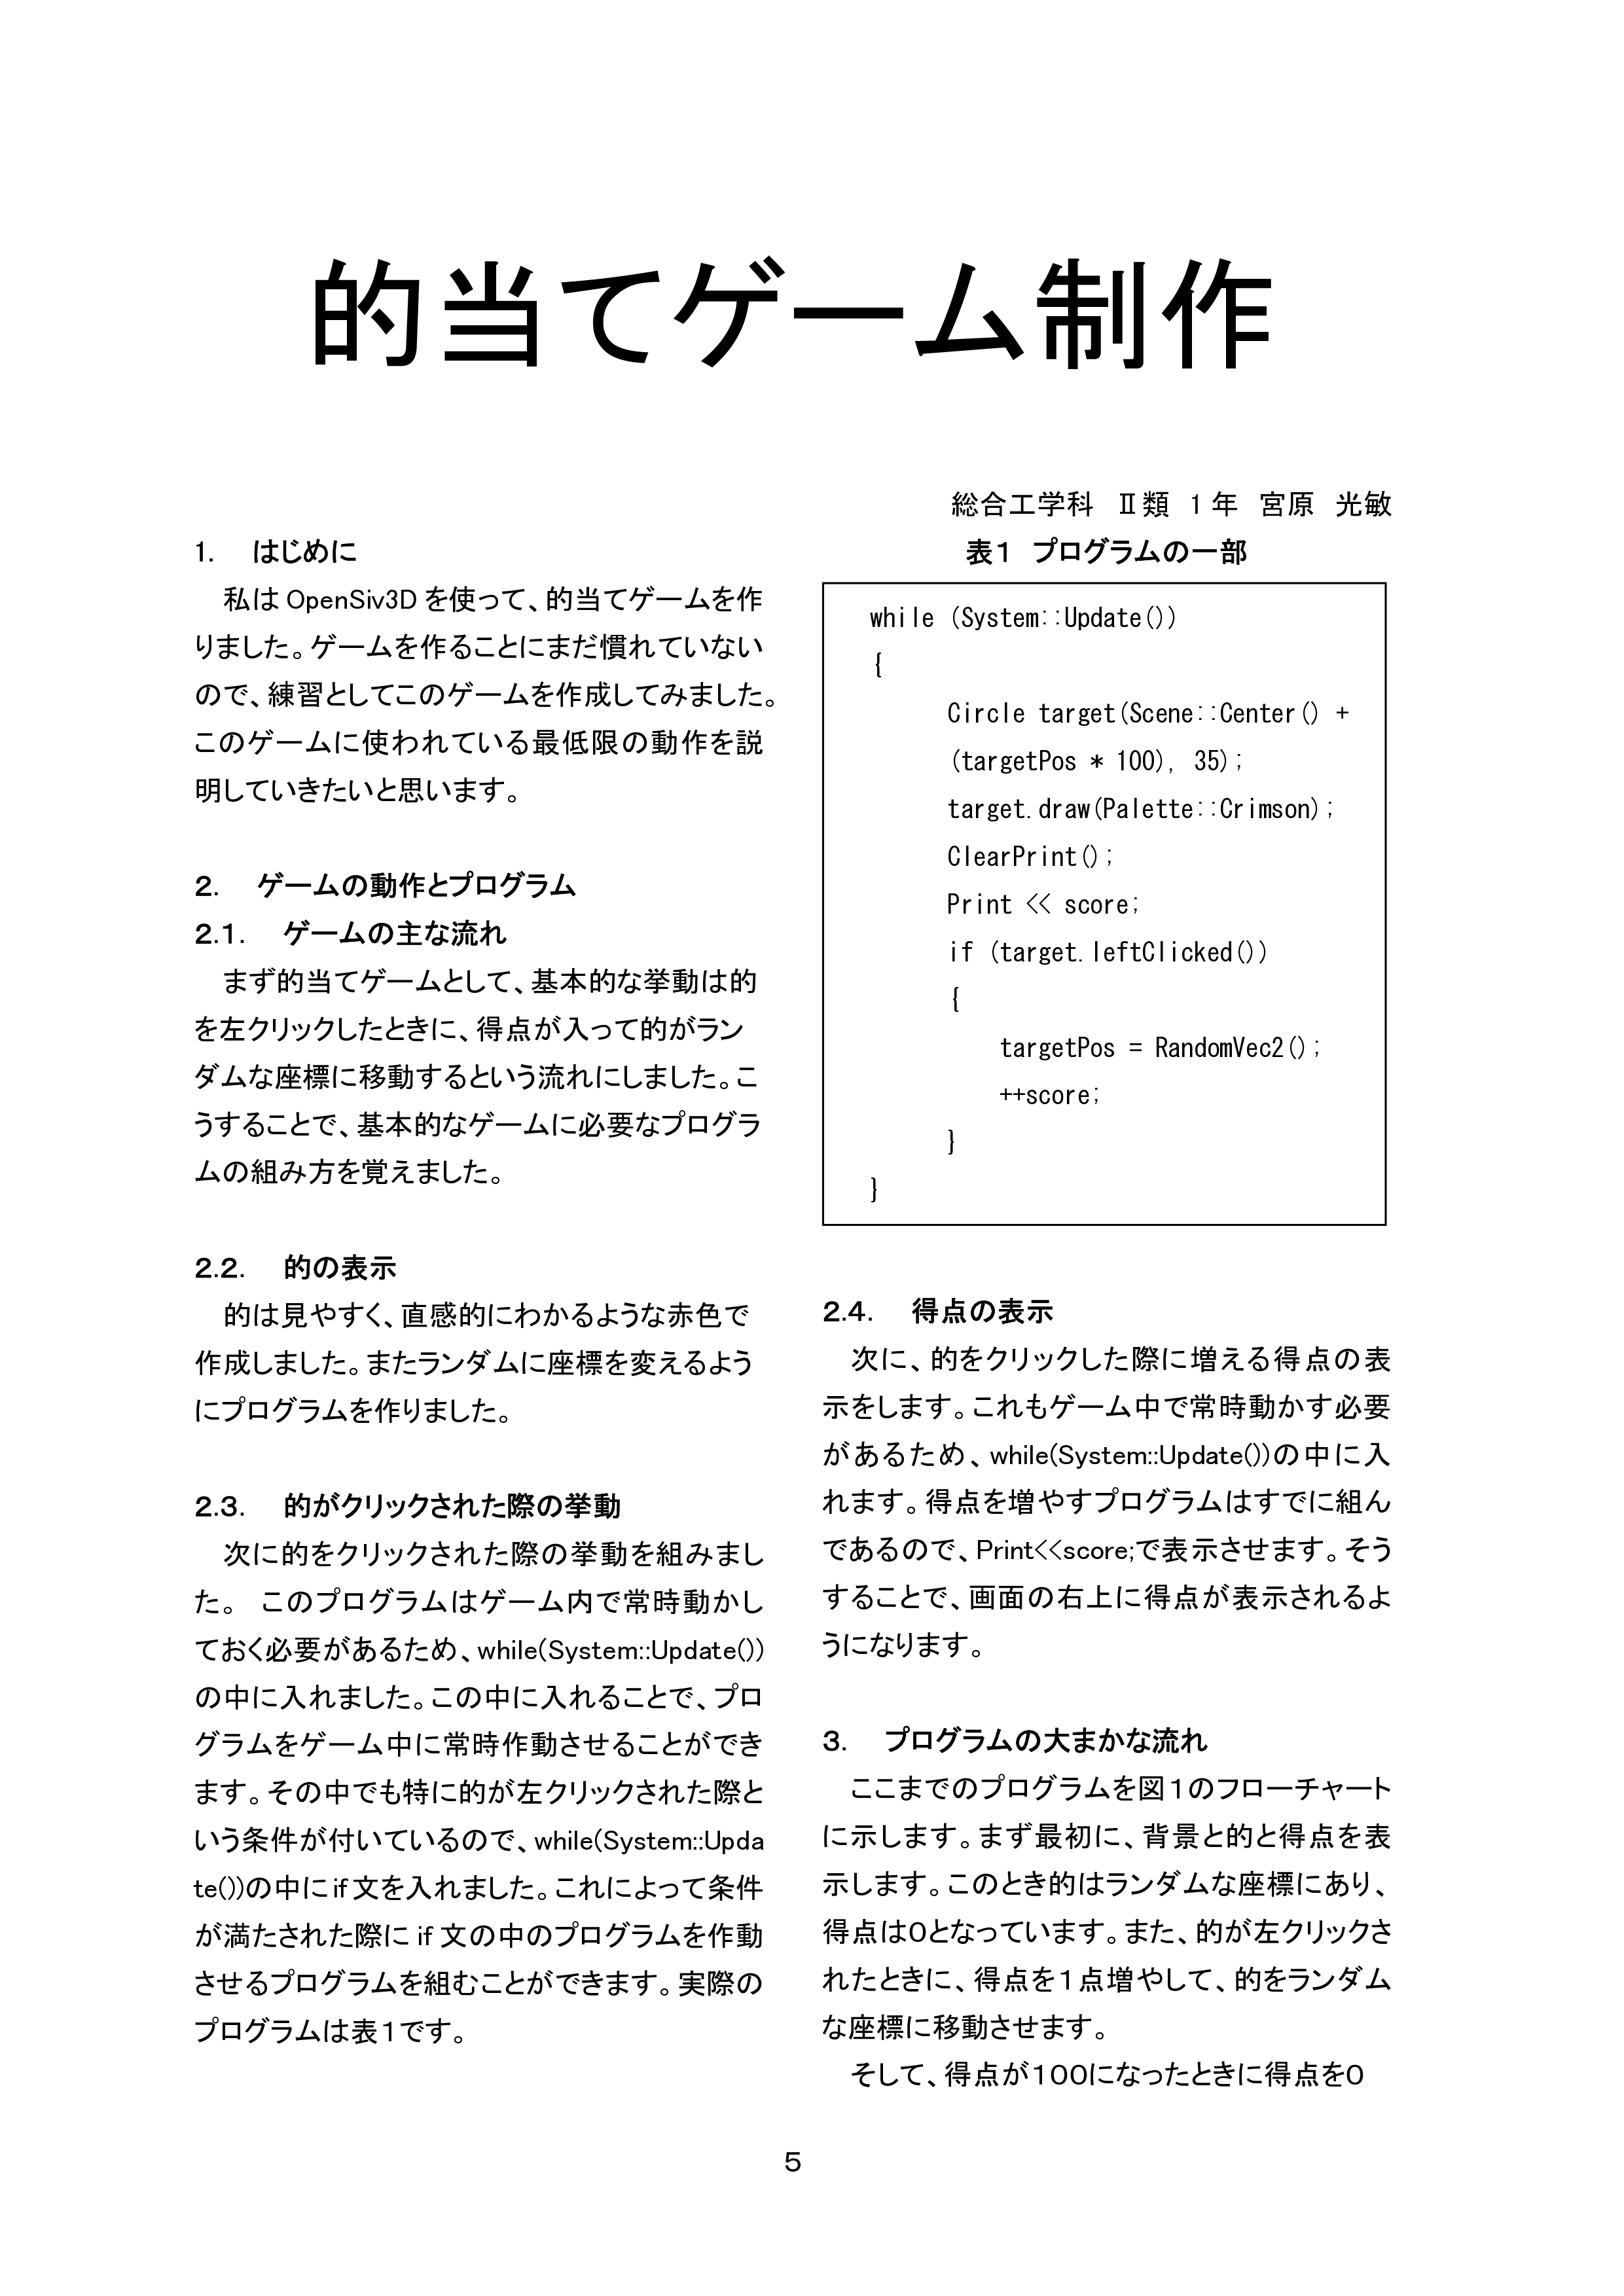 的当てゲーム制作
総合工学科　Ⅱ類　1年　宮原　光敏
1.　はじめに
　私は OpenSiv3D を使って、的当てゲームを作
りました。ゲームを作ることにまだ慣れていない
ので、練習としてこのゲームを作成してみました。
このゲームに使われている最低限の動作を説
明していきたいと思います。
2.　ゲームの動作とプログラム
2.1.　ゲームの主な流れ
　まず的当てゲームとして、基本的な挙動は的
を左クリックしたときに、得点が入って的がラン
ダムな座標に移動するという流れにしました。こ
うすることで、基本的なゲームに必要なプログラ
ムの組み方を覚えました。
2.2.　的の表示
　的は見やすく、直感的にわかるような赤色で
作成しました。またランダムに座標を変えるよう
にプログラムを作りました。
2.3.　的がクリックされた際の挙動
　次に的をクリックされた際の挙動を組みまし
た。 このプログラムはゲーム内で常時動かし
ておく必要があるため、while(System::Update())
の中に入れました。この中に入れることで、プロ
グラムをゲーム中に常時作動させることができ
ます。その中でも特に的が左クリックされた際と
いう条件が付いているので、while(System::Upda
te())の中に if 文を入れました。これによって条件
が満たされた際に if 文の中のプログラムを作動
させるプログラムを組むことができます。実際の
プログラムは表1です。
表1　プログラムの一部
while (System::Update())
{
Circle target(Scene::Center() +
(targetPos * 100), 35);
target.draw(Palette::Crimson);
ClearPrint();
Print << score;
if (target.leftClicked())
{
targetPos = RandomVec2();
++score;
}
}
2.4.　得点の表示
　次に、的をクリックした際に増える得点の表
示をします。これもゲーム中で常時動かす必要
があるため、while(System::Update())の中に入
れます。得点を増やすプログラムはすでに組ん
であるので、Print<<score;で表示させます。そう
することで、画面の右上に得点が表示されるよ
うになります。
3.　プログラムの大まかな流れ
　ここまでのプログラムを図1のフローチャート
に示します。まず最初に、背景と的と得点を表
示します。このとき的はランダムな座標にあり、
得点は0となっています。また、的が左クリックさ
れたときに、得点を1点増やして、的をランダム
な座標に移動させます。
　そして、得点が100になったときに得点を0
5